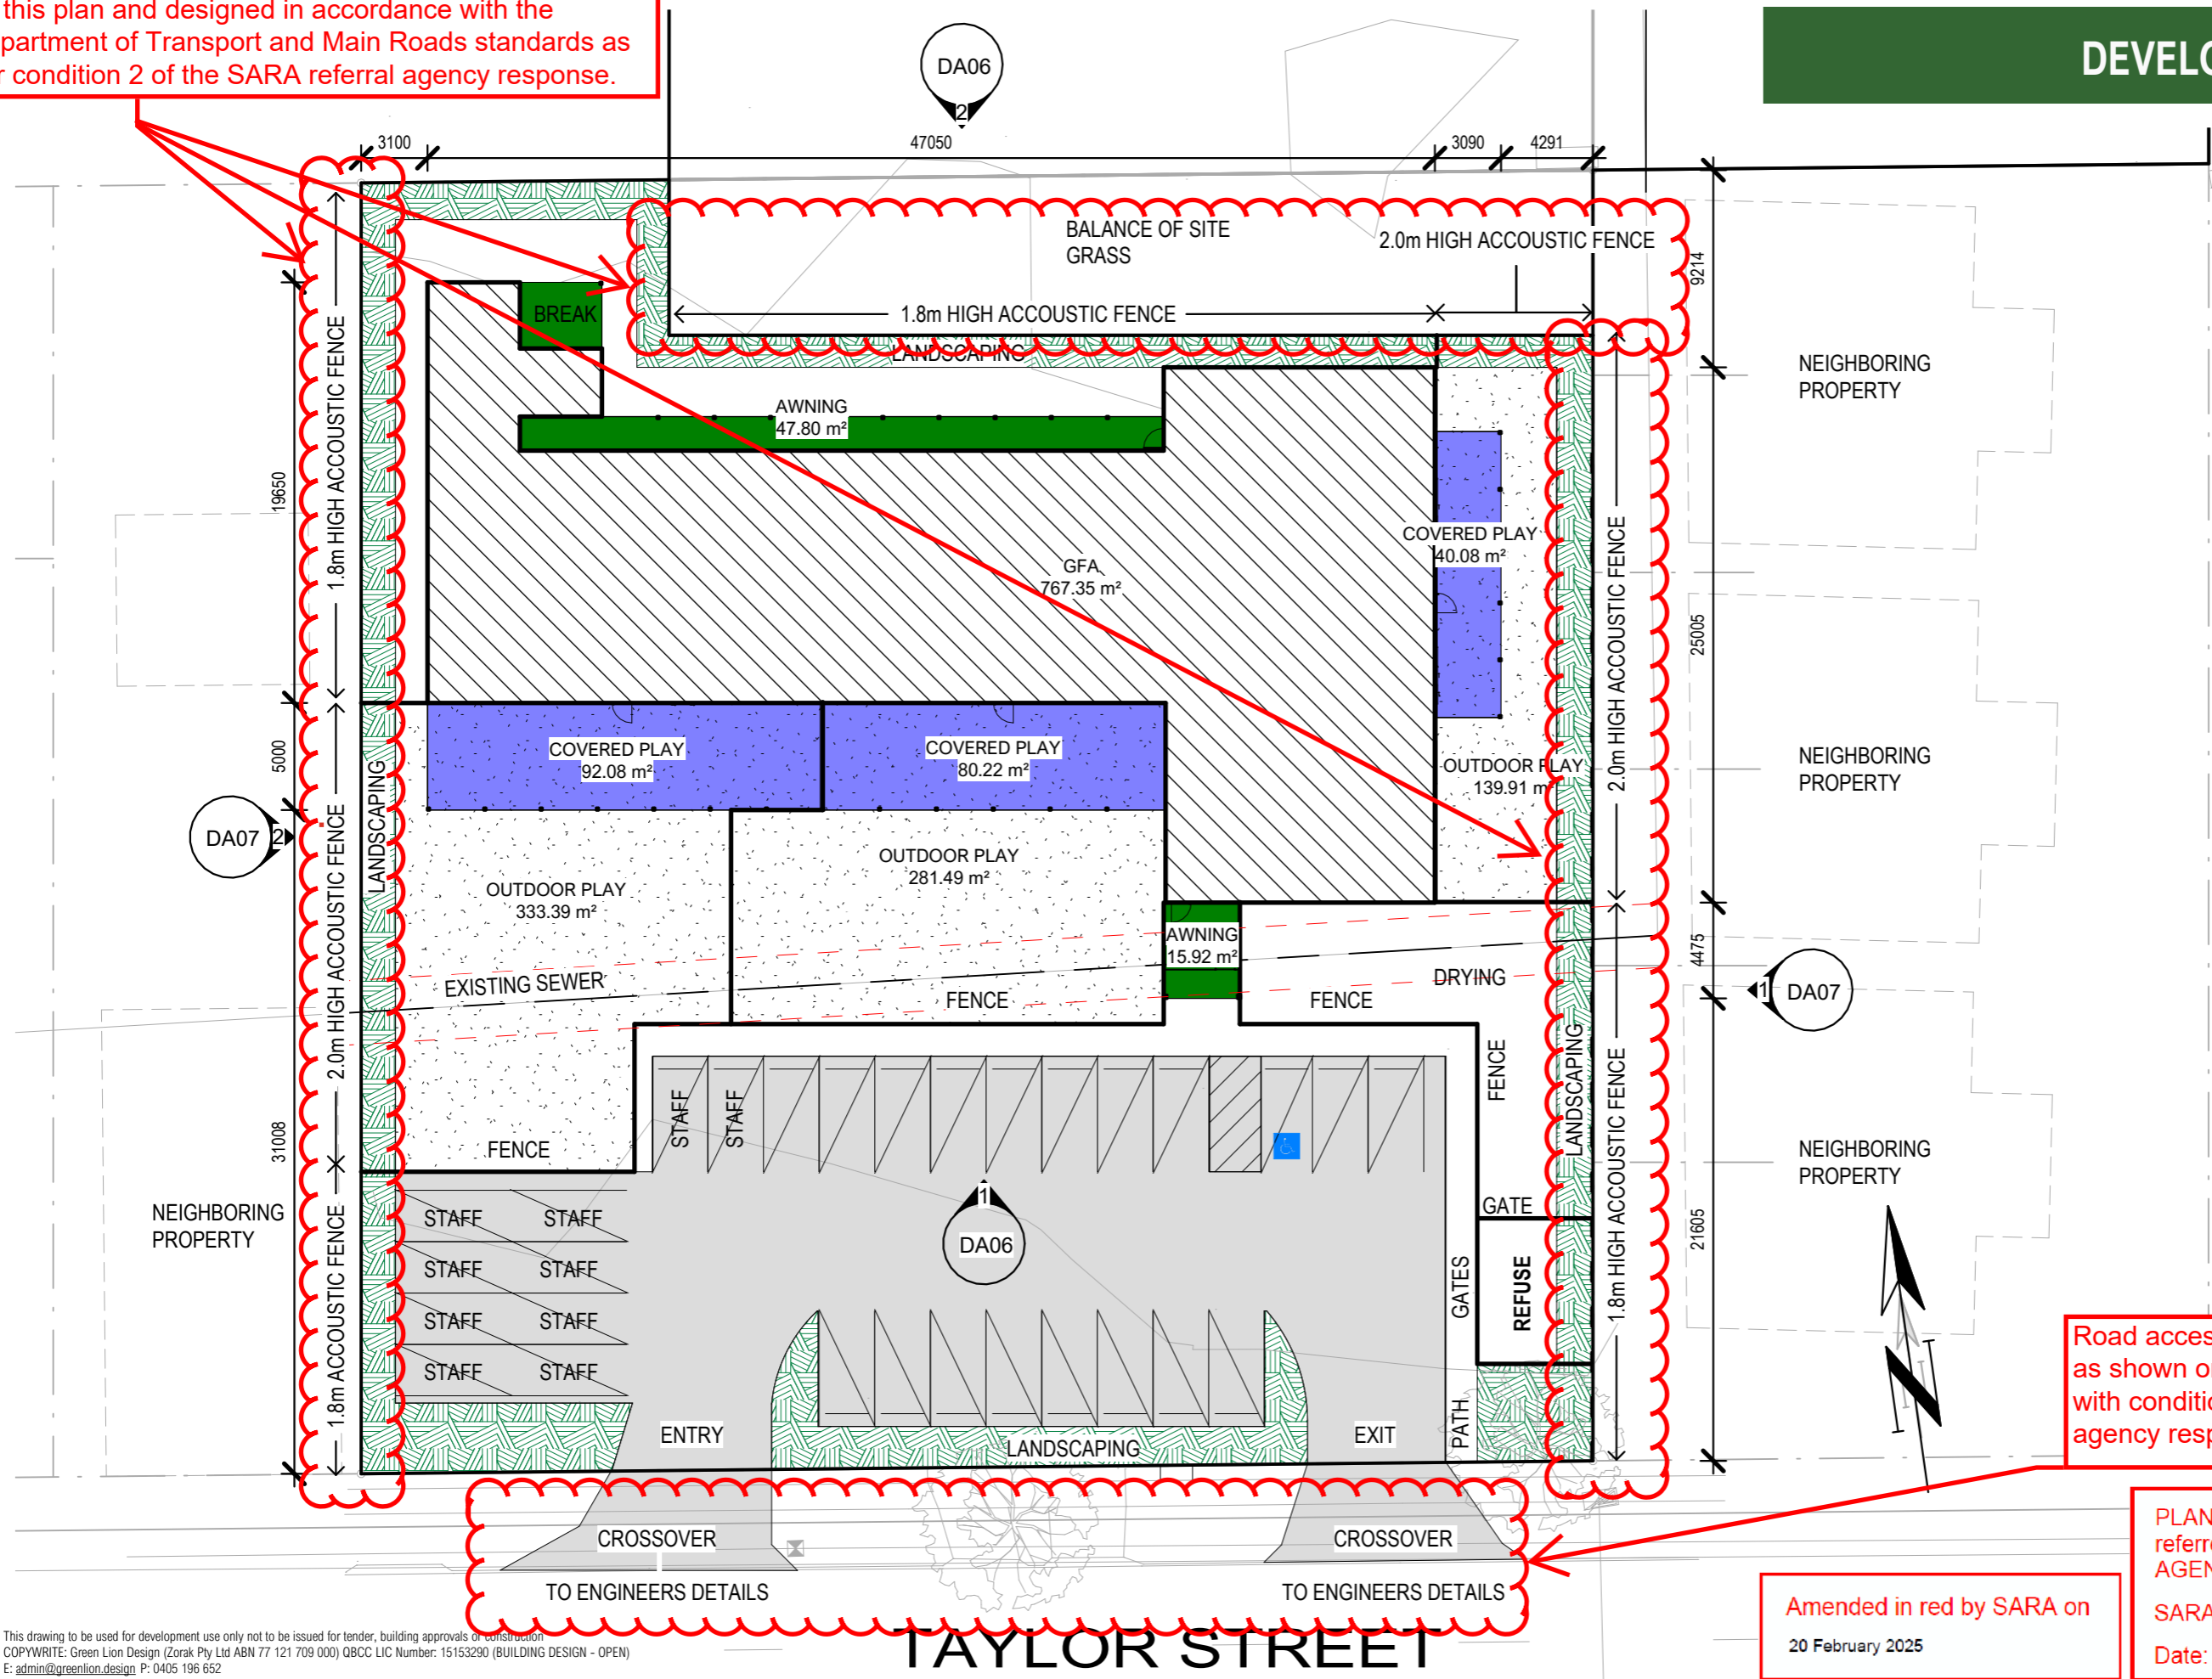 this plan and designed in accordance with the
partment of Transport and Main Roads standards as
r condition 2 of the SARA referral agency response.
DA06
2
DEVELO
3100
47050
3090
4291
BALANCE OF SITE
GRASS
2.0m HIGH ACCOUSTIC FENCE
9214
1.8m HIGH ACCOUSTIC FENCE
BREAK
LANDSCAPING
NEIGHBORING
PROPERTY
AWNING
47.80 m²
1.8m HIGH ACCOUSTIC FENCE
19650
COVERED PLAY
40.08 m²
GFA
767.35 m²
2.0m HIGH ACCOUSTIC FENCE
25005
COVERED PLAY
92.08 m²
COVERED PLAY
80.22 m²
5000
LANDSCAPING
OUTDOOR PLAY
139.91 m²
NEIGHBORING
PROPERTY
DA07
2
2.0m HIGH ACCOUSTIC FENCE
OUTDOOR PLAY
333.39 m²
OUTDOOR PLAY
281.49 m²
AWNING
15.92 m²
EXISTING SEWER
FENCE
FENCE
DRYING
4475
1
DA07
FENCE
LANDSCAPING
STAFF
STAFF
FENCE
31008
NEIGHBORING
PROPERTY
1.8m HIGH ACCOUSTIC FENCE
21605
NEIGHBORING
PROPERTY
1.8m ACCOUSTIC FENCE
STAFF
STAFF
STAFF
STAFF
STAFF
STAFF
STAFF
STAFF
1
DA06
GATE
GATES
REFUSE
N
ENTRY
LANDSCAPING
EXIT
PATH
Road acces
as shown o
with conditio
agency resp
CROSSOVER
CROSSOVER
TO ENGINEERS DETAILS
TO ENGINEERS DETAILS
PLAN
referr
AGEN
SARA
Date:
Amended in red by SARA on
20 February 2025
TAYLOR STREET
This drawing to be used for development use only not to be issued for tender, building approvals or construction
COPYWRITE: Green Lion Design (Zorak Pty Ltd ABN 77 121 709 000) QBCC LIC Number: 15153290 (BUILDING DESIGN - OPEN)
E: admin@greenlion.design P: 0405 196 652